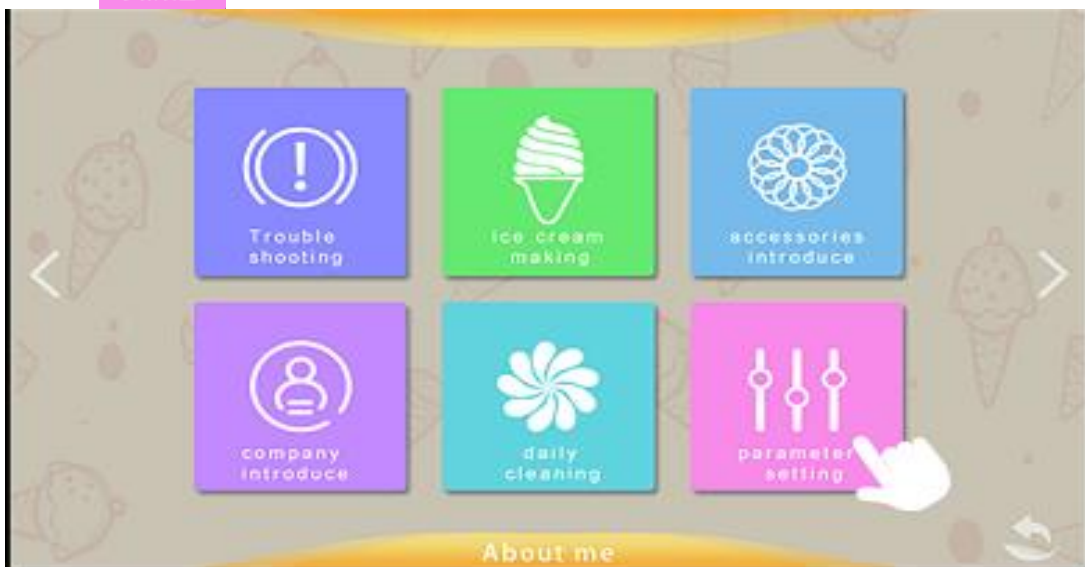 Trouble
shooting
ice cream
making
accessories
introduce
company
introduce
daily
cleaning
parameter
setting
About me